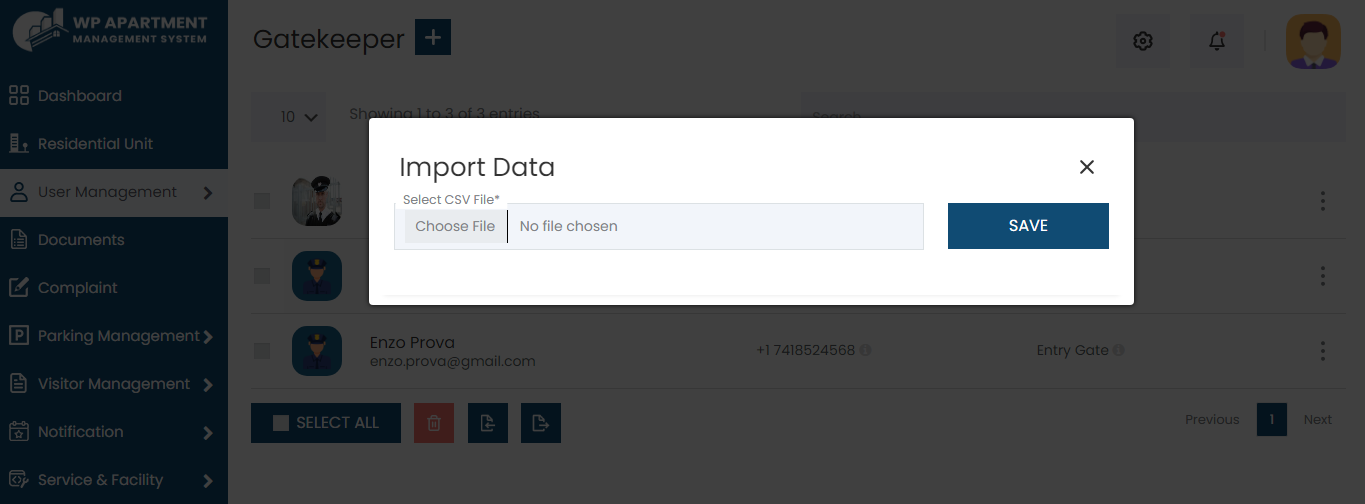 WP APARTMENT
MANAGEMENT SYSTEM
Dashboard
Residential Unit
User Management
Documents
Complaint
Parking Management
Visitor Management
Notification
Service & Facility
Gatekeeper
10
Showing 1 to 3 of 3 entries
Search
Import Data
Select CSV File*
Choose File No file chosen
SAVE
Enzo Prova
enzo.prova@gmail.com
+1 7418524568
Entry Gate
SELECT ALL
Previous 1 Next